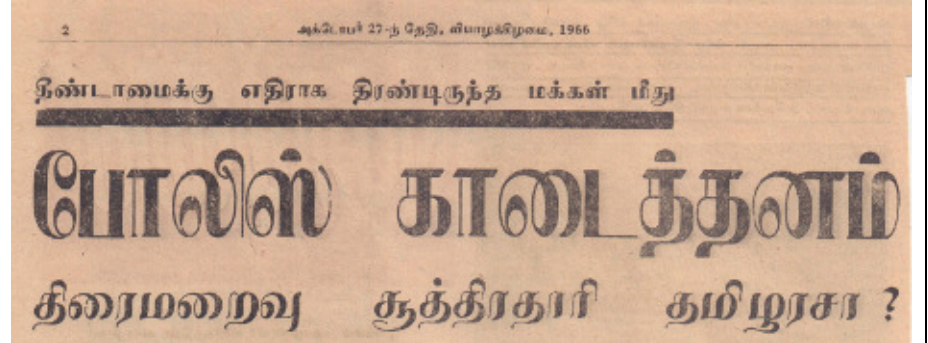 2
அக்டோபர் 27-ந் தேதி, வியாழக்கிழமை, 1966
தீண்டாமைக்கு எதிராக திரண்டிருந்த மக்கள் மீது
போலிஸ் காடைத்தனம்
திரைமறைவு சூத்திரதாரி தமிழரசா ?